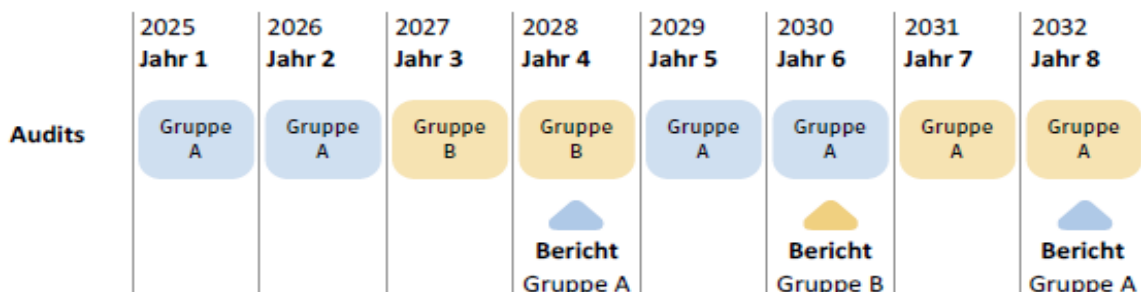 2025 2026 2027 2028 2029 2030 2031 2032
Jahr 1 Jahr 2 Jahr 3 Jahr 4 Jahr 5 Jahr 6 Jahr 7 Jahr 8
Audits
Gruppe A
Gruppe A
Gruppe B
Gruppe B
Gruppe A
Gruppe A
Gruppe A
Gruppe A
Bericht Bericht Bericht
Gruppe A Gruppe B Gruppe A